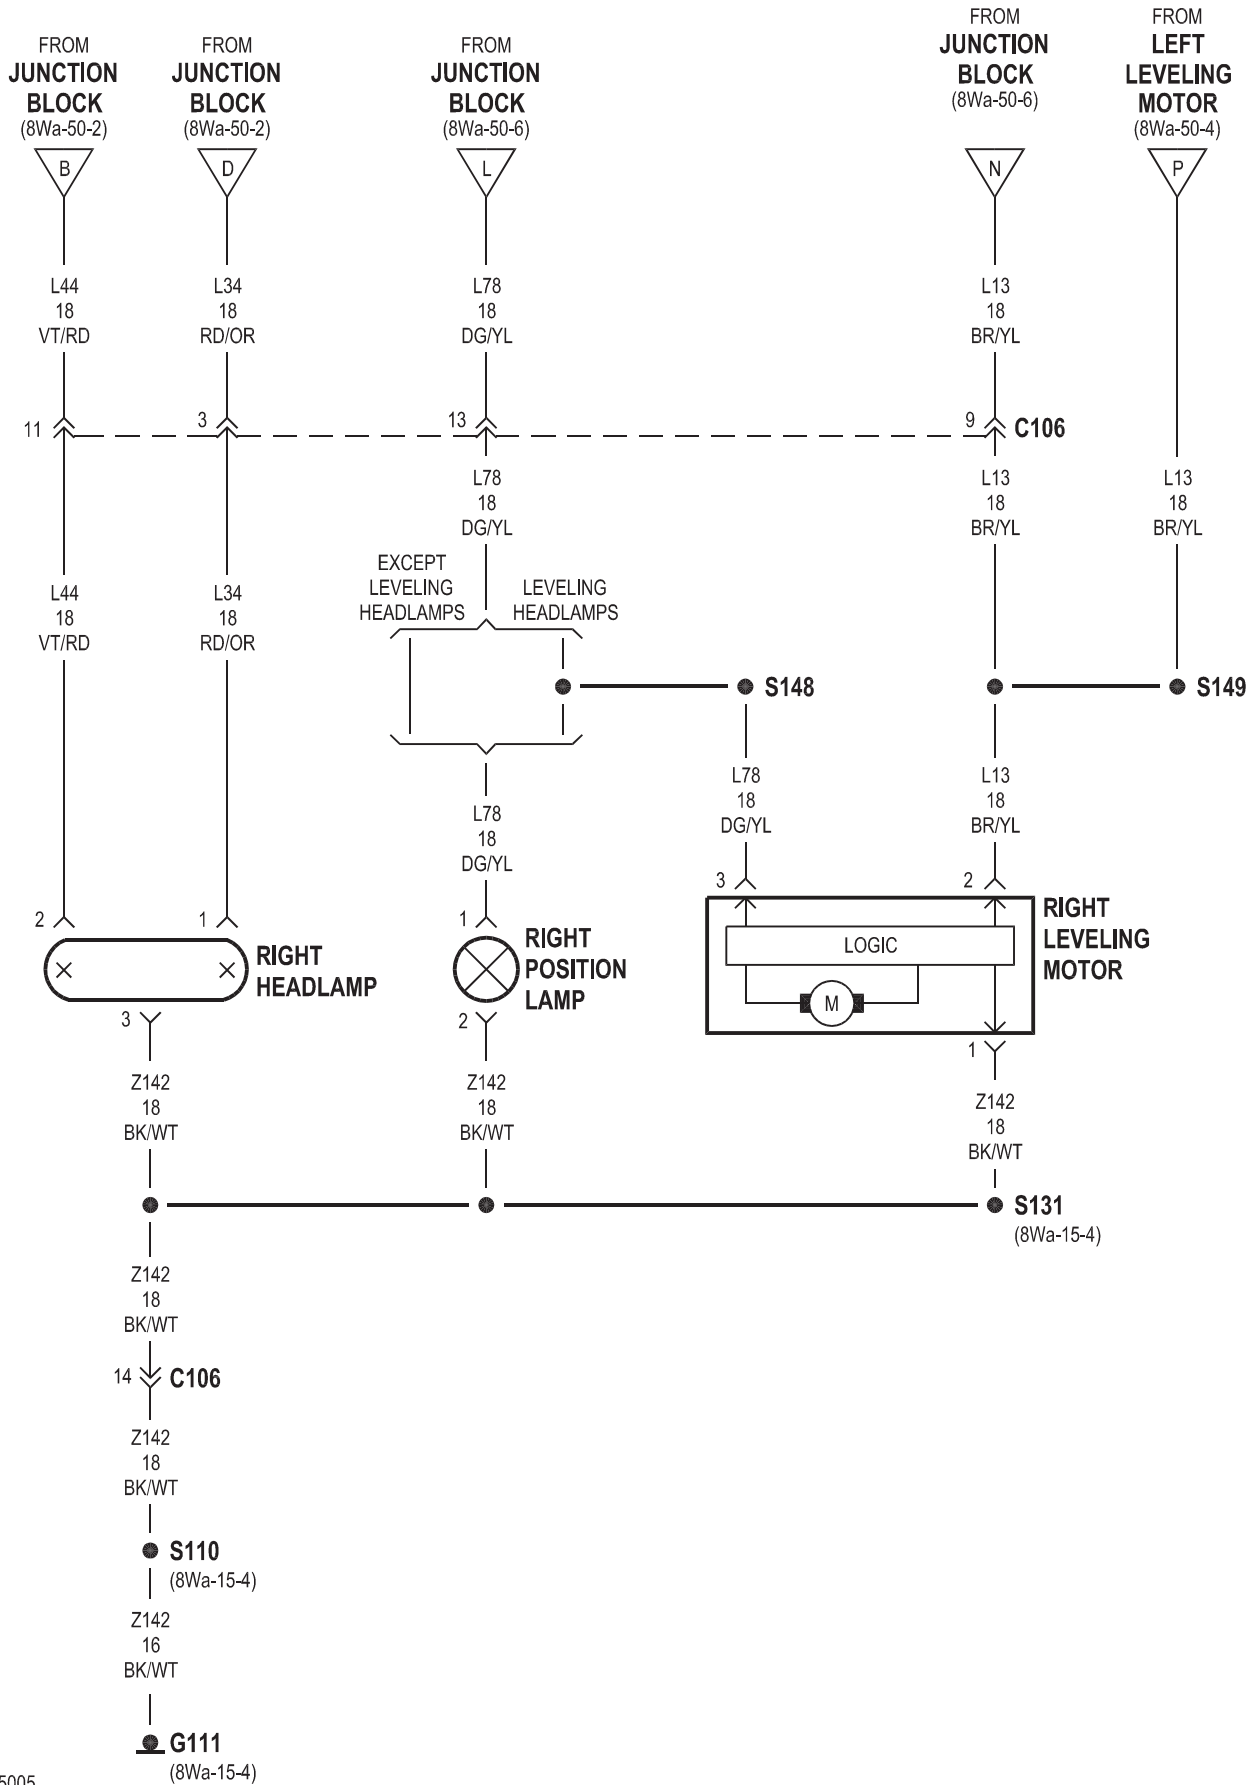 FROM
JUNCTION
BLOCK
(8Wa-50-2)
B
FROM
JUNCTION
BLOCK
(8Wa-50-2)
D
FROM
JUNCTION
BLOCK
(8Wa-50-6)
L
FROM
JUNCTION
BLOCK
(8Wa-50-6)
N
FROM
LEFT
LEVELING
MOTOR
(8Wa-50-4)
P
L44
18
VT/RD
L34
18
RD/OR
L78
18
DG/YL
L13
18
BR/YL
11
3
13
9
C106
L78
18
DG/YL
L13
18
BR/YL
L13
18
BR/YL
L44
18
VT/RD
L34
18
RD/OR
EXCEPT
LEVELING
HEADLAMPS
LEVELING
HEADLAMPS
S148
S149
L78
18
DG/YL
L78
18
DG/YL
L13
18
BR/YL
2
1
RIGHT
HEADLAMP
3
1
RIGHT
POSITION
LAMP
2
3
2
RIGHT
LEVELING
MOTOR
LOGIC
M
1
Z142
18
BK/WT
Z142
18
BK/WT
Z142
18
BK/WT
S131
(8Wa-15-4)
Z142
18
BK/WT
14
C106
Z142
18
BK/WT
S110
(8Wa-15-4)
Z142
16
BK/WT
G111
(8Wa-15-4)